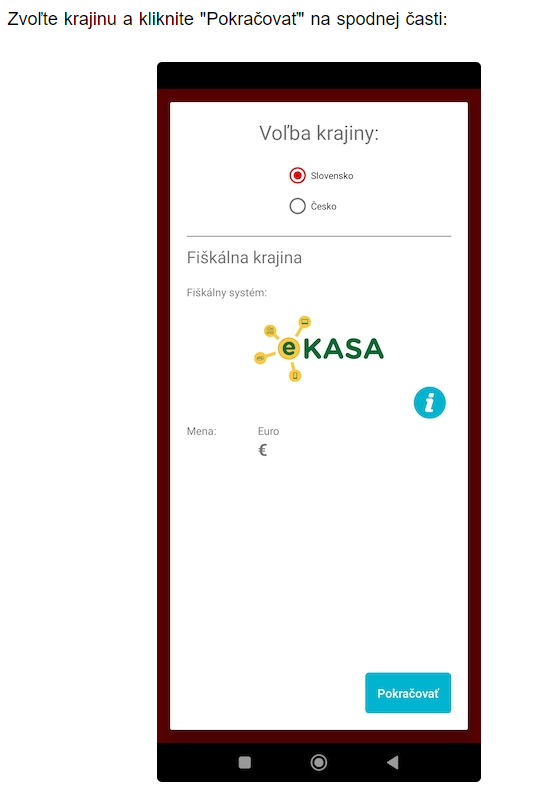 Zvoľte krajinu a kliknite "Pokračovať" na spodnej časti:
Voľba krajiny:
Slovensko
Česko
Fiškálna krajina
Fiškálny systém:
eKASA
i
Mena: Euro
€
Pokračovať